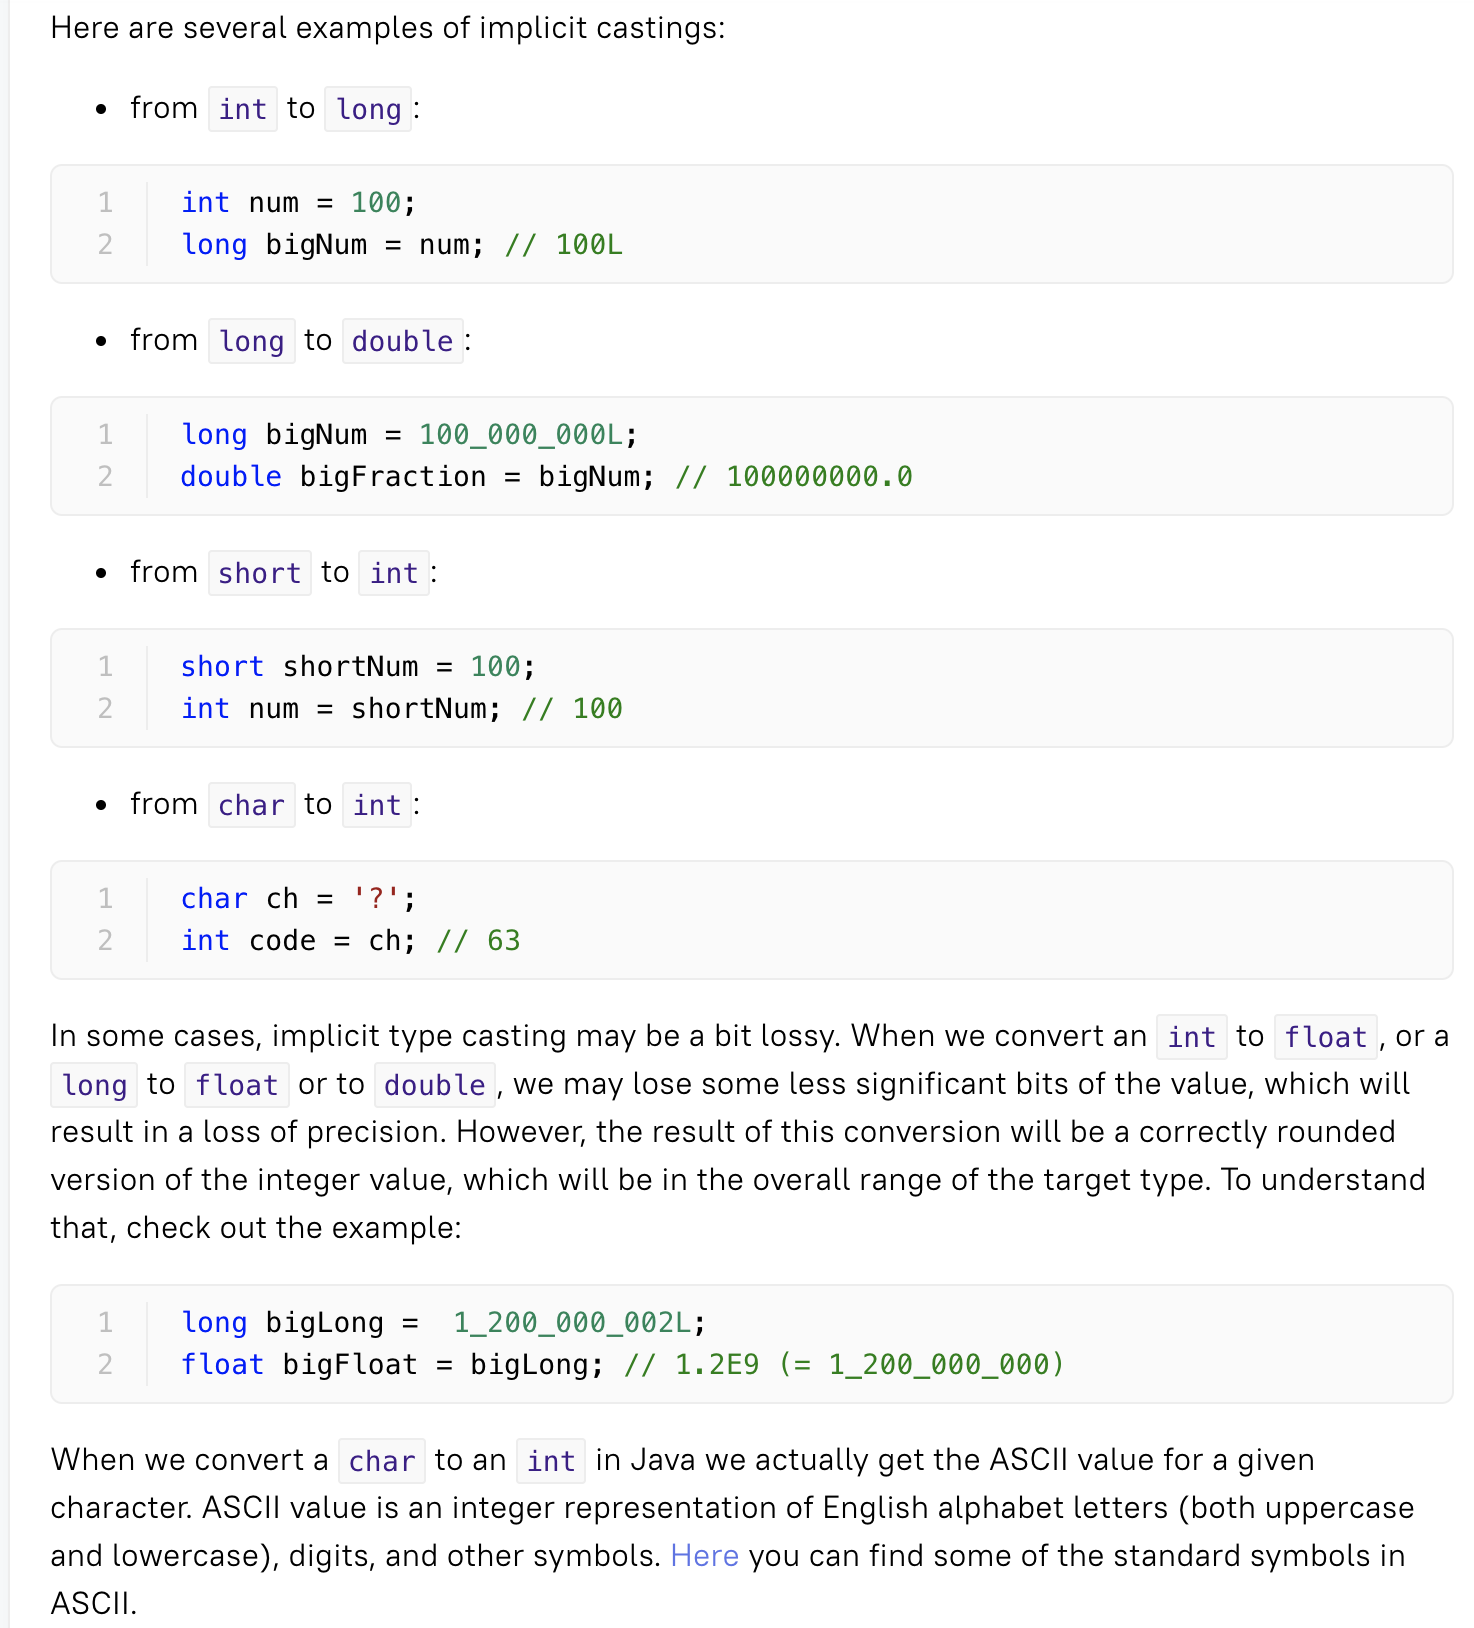 Here are several examples of implicit castings:
• from int to long:
1 int num = 100;
2 long bigNum = num; // 100L
• from long to double:
1 long bigNum = 100_000_000L;
2 double bigFraction = bigNum; // 100000000.0
• from short to int:
1 short shortNum = 100;
2 int num = shortNum; // 100
• from char to int:
1 char ch = '?';
2 int code = ch; // 63
In some cases, implicit type casting may be a bit lossy. When we convert an int to float, or a
long to float or to double, we may lose some less significant bits of the value, which will
result in a loss of precision. However, the result of this conversion will be a correctly rounded
version of the integer value, which will be in the overall range of the target type. To understand
that, check out the example:
1 long bigLong =  1_200_000_002L;
2 float bigFloat = bigLong; // 1.2E9 (= 1_200_000_000)
When we convert a char to an int in Java we actually get the ASCII value for a given
character. ASCII value is an integer representation of English alphabet letters (both uppercase
and lowercase), digits, and other symbols. Here you can find some of the standard symbols in
ASCII.